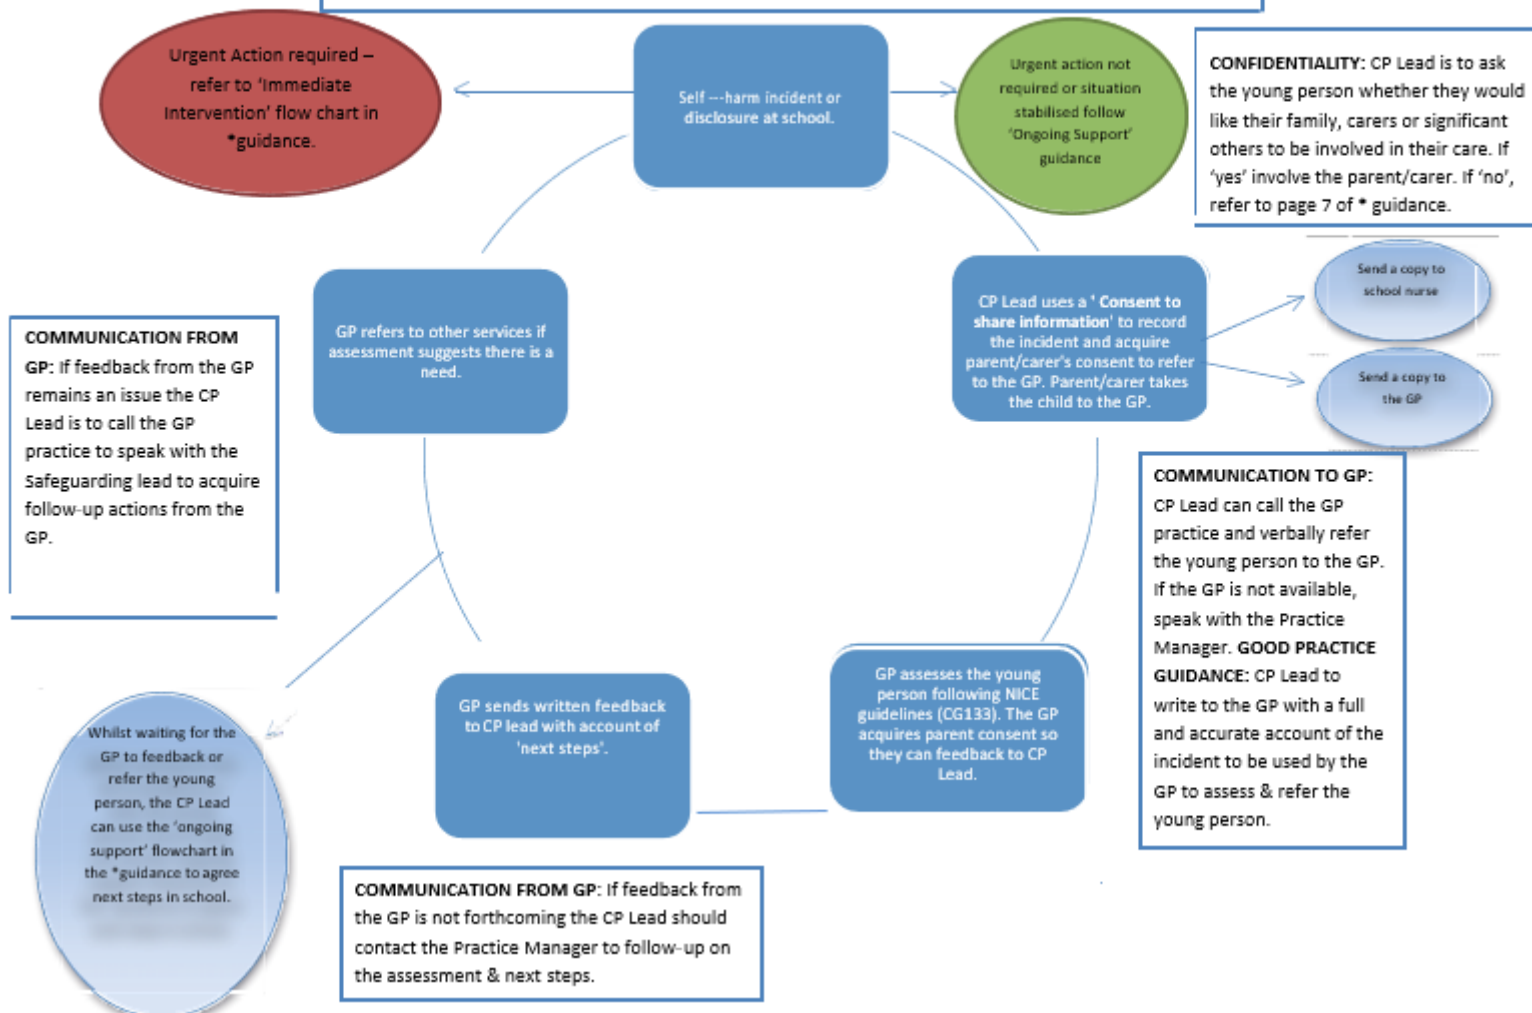 Urgent Action required –
refer to ‘Immediate
Intervention’ flow chart in
*guidance.
Self ---harm incident or
disclosure at school.
Urgent action not
required or situation
stabilised follow
‘Ongoing Support’
guidance
CONFIDENTIALITY: CP Lead is to ask
the young person whether they would
like their family, carers or significant
others to be involved in their care. If
‘yes’ involve the parent/carer. If ‘no’,
refer to page 7 of * guidance.
Send a copy to
school nurse
CP Lead uses a ' Consent to
share information' to record
the incident and acquire
parent/carer's consent to refer
to the GP. Parent/carer takes
the child to the GP.
Send a copy to
the GP
GP refers to other services if
assessment suggests there is a
need.
COMMUNICATION FROM
GP: If feedback from the GP
remains an issue the CP
Lead is to call the GP
practice to speak with the
Safeguarding lead to acquire
follow-up actions from the
GP.
COMMUNICATION TO GP:
CP Lead can call the GP
practice and verbally refer
the young person to the GP.
If the GP is not available,
speak with the Practice
Manager. GOOD PRACTICE
GUIDANCE: CP Lead to
write to the GP with a full
and accurate account of the
incident to be used by the
GP to assess & refer the
young person.
GP assesses the young
person following NICE
guidelines (CG133). The GP
acquires parent consent so
they can feedback to CP
Lead.
GP sends written feedback
to CP lead with account of
'next steps'.
Whilst waiting for the
GP to feedback or
refer the young
person, the CP Lead
can use the ‘ongoing
support’ flowchart in
the *guidance to agree
next steps in school.
COMMUNICATION FROM GP: If feedback from
the GP is not forthcoming the CP Lead should
contact the Practice Manager to follow-up on
the assessment & next steps.